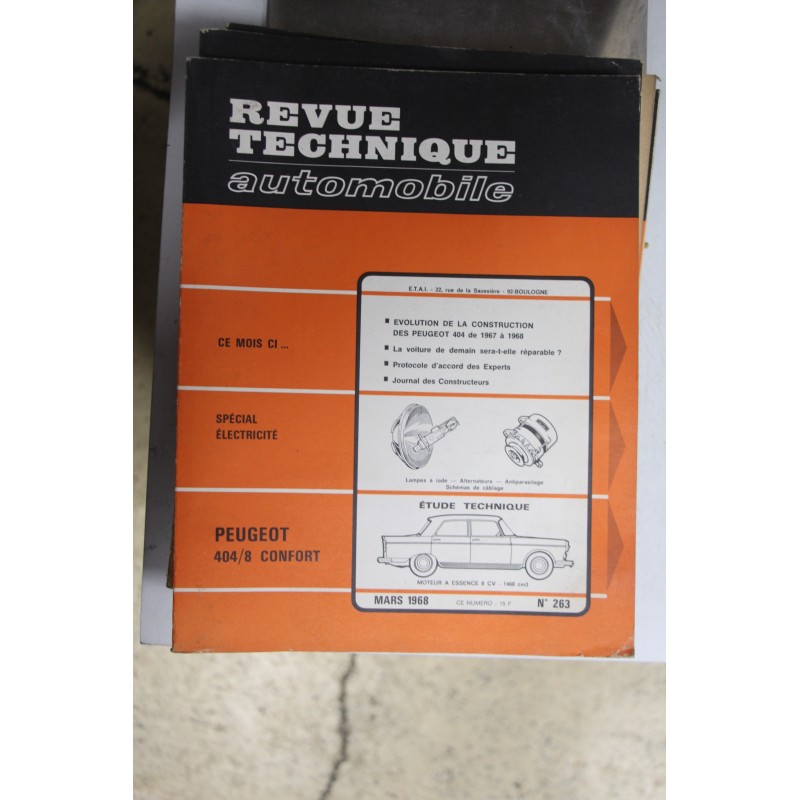 REVUE
TECHNIQUE
automobile
E.T.A.I. - 22, rue de la Saussière - 92-BOULOGNE
CE MOIS CI ...
■ EVOLUTION DE LA CONSTRUCTION
DES PEUGEOT 404 de 1967 à 1968
■ La voiture de demain sera-t-elle réparable ?
■ Protocole d'accord des Experts
■ Journal des Constructeurs
SPÉCIAL
ÉLECTRICITÉ
Lampes à iode — Alternateurs — Antiparasitage
Schémas de câblage
PEUGEOT
404/8 CONFORT
ÉTUDE TECHNIQUE
MOTEUR A ESSENCE 8 CV - 1468 cm3
MARS 1968
CE NUMERO : 15 F
N° 263